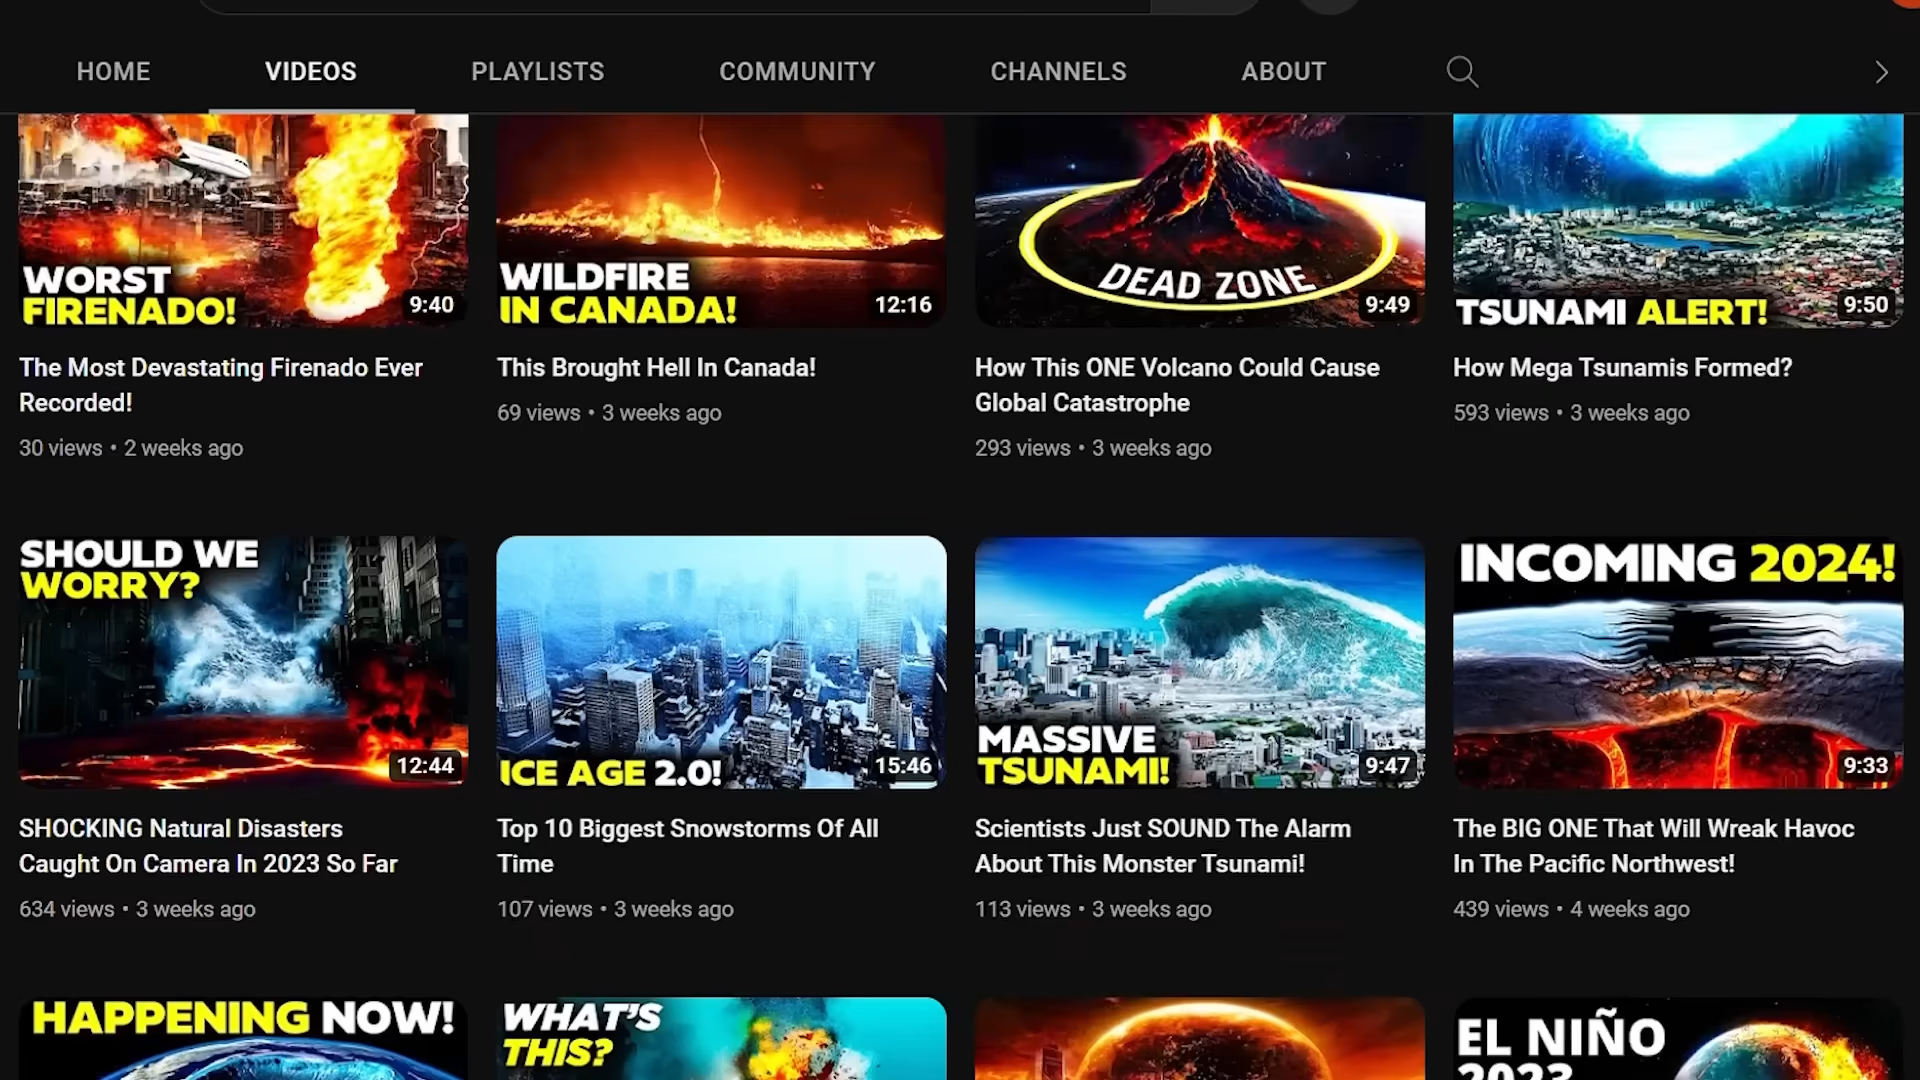 HOME VIDEOS PLAYLISTS COMMUNITY CHANNELS ABOUT
WORST
FIRENADO!
9:40
WILDFIRE
IN CANADA!
12:16
DEAD ZONE
9:49
TSUNAMI ALERT!
9:50
The Most Devastating Firenado Ever
Recorded!
30 views • 2 weeks ago
This Brought Hell In Canada!
69 views • 3 weeks ago
How This ONE Volcano Could Cause
Global Catastrophe
293 views • 3 weeks ago
How Mega Tsunamis Formed?
593 views • 3 weeks ago
SHOULD WE
WORRY?
12:44
ICE AGE 2.0!
15:46
MASSIVE
TSUNAMI!
9:47
INCOMING 2024!
9:33
SHOCKING Natural Disasters
Caught On Camera In 2023 So Far
634 views • 3 weeks ago
Top 10 Biggest Snowstorms Of All
Time
107 views • 3 weeks ago
Scientists Just SOUND The Alarm
About This Monster Tsunami!
113 views • 3 weeks ago
The BIG ONE That Will Wreak Havoc
In The Pacific Northwest!
439 views • 4 weeks ago
HAPPENING NOW!
WHAT'S
THIS?
EL NIÑO
2023